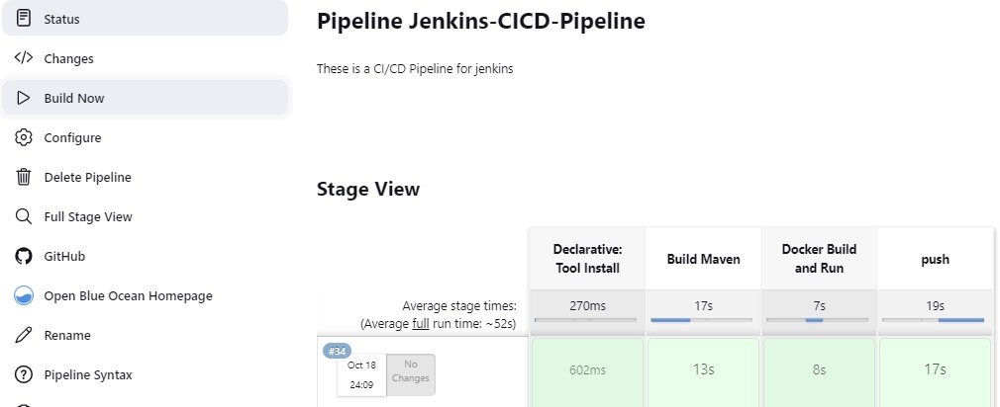 Status
Changes
Build Now
Configure
Delete Pipeline
Full Stage View
GitHub
Open Blue Ocean Homepage
Rename
Pipeline Syntax
Pipeline Jenkins-CICD-Pipeline
These is a CI/CD Pipeline for jenkins
Stage View
Declarative:
Tool Install
Build Maven
Docker Build
and Run
push
Average stage times:
(Average full run time: ~52s)
270ms
17s
7s
19s
#34
Oct 18
24:09
No
Changes
602ms
13s
8s
17s